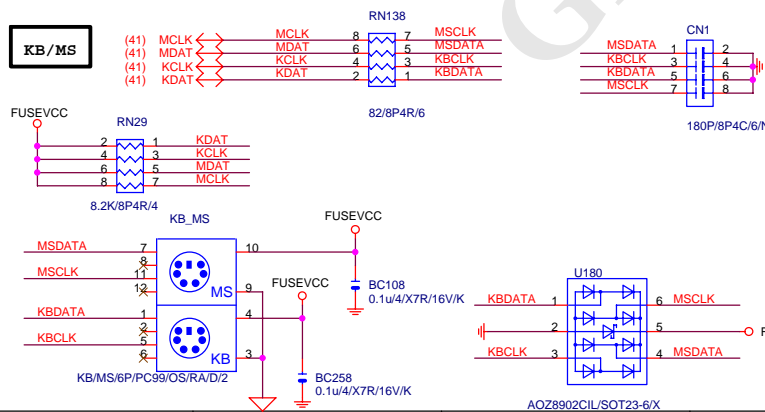 KB/MS
RN138
(41) MCLK MCLK 8 7 MSCLK
(41) MDAT MDAT 6 5 MSDATA
(41) KCLK KCLK 4 3 KBCLK
(41) KDAT KDAT 2 1 KBDATA
82/8P4R/6
CN1
MSDATA 1 2
KBCLK 3 4
KBDATA 5 6
MSCLK 7 8
180P/8P4C/6/N
FUSEVCC
RN29
2 1 KDAT
4 3 KCLK
6 5 MDAT
8 7 MCLK
8.2K/8P4R/4
KB_MS
MSDATA 7 10
8
MSCLK 11
12 MS 9
KBDATA 1 4
2
KBCLK 5
6 KB 3
KB/MS/6P/PC99/OS/RA/D/2
FUSEVCC
BC108
0.1u/4/X7R/16V/K
FUSEVCC
BC258
0.1u/4/X7R/16V/K
U180
KBDATA 1 6 MSCLK
2 5
KBCLK 3 4 MSDATA
AOZ8902CIL/SOT23-6/X